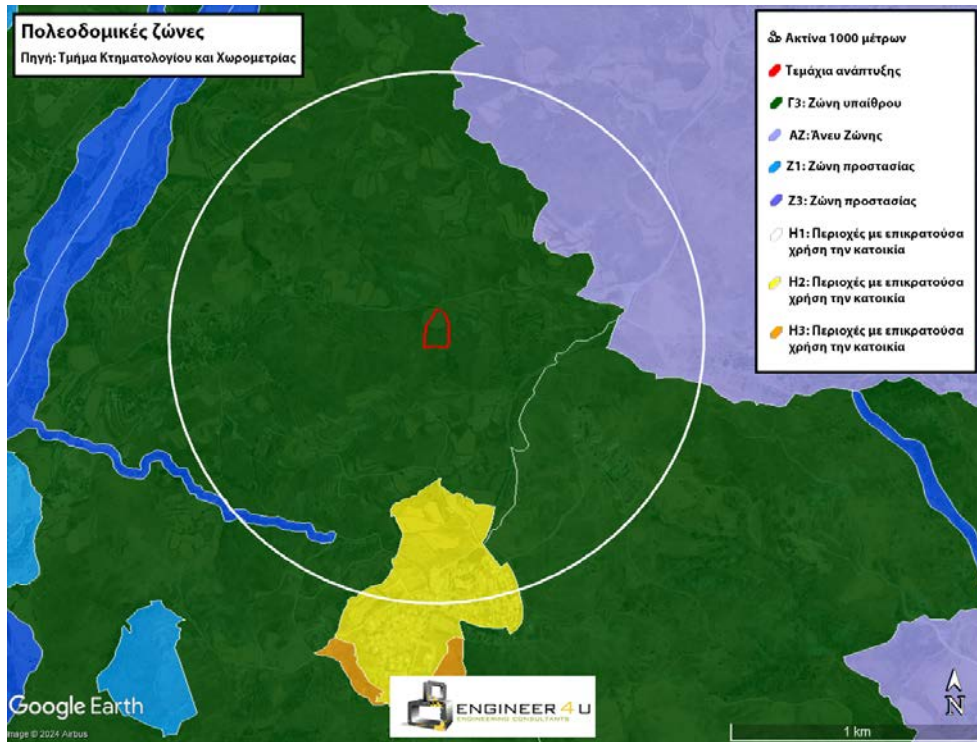 Πολεοδομικές ζώνες
Πηγή: Τμήμα Κτηματολογίου και Χωρομετρίας
Ακτίνα 1000 μέτρων
Τεμάχια ανάπτυξης
Γ3: Ζώνη υπαίθρου
ΑΖ: Άνευ Ζώνης
Ζ1: Ζώνη προστασίας
Ζ3: Ζώνη προστασίας
Η1: Περιοχές με επικρατούσα
χρήση την κατοικία
Η2: Περιοχές με επικρατούσα
χρήση την κατοικία
Η3: Περιοχές με επικρατούσα
χρήση την κατοικία
Google Earth
mage © 2024 Airbus
ENGINEER 4 U
ENGINEERING CONSULTANTS
N
1 km